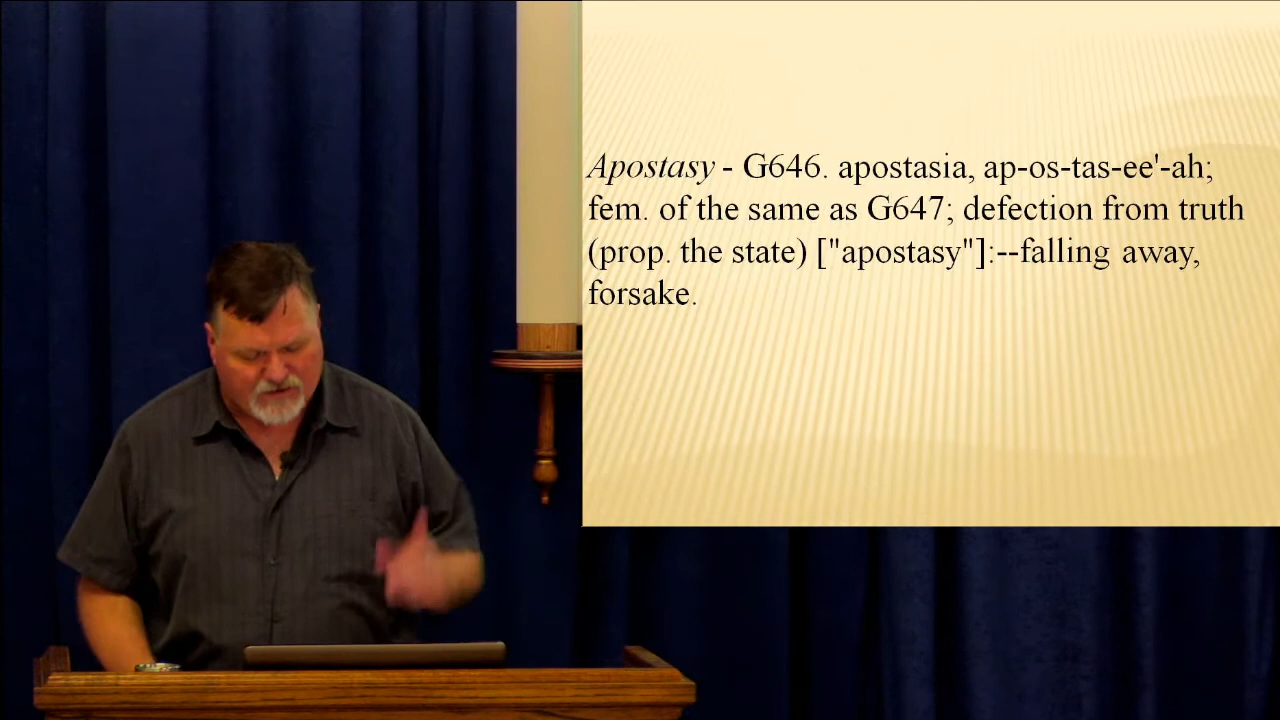 Apostasy - G646. apostasia, ap-os-tas-ee'-ah;
fem. of the same as G647; defection from truth
(prop. the state) ["apostasy"]:--falling away,
forsake.